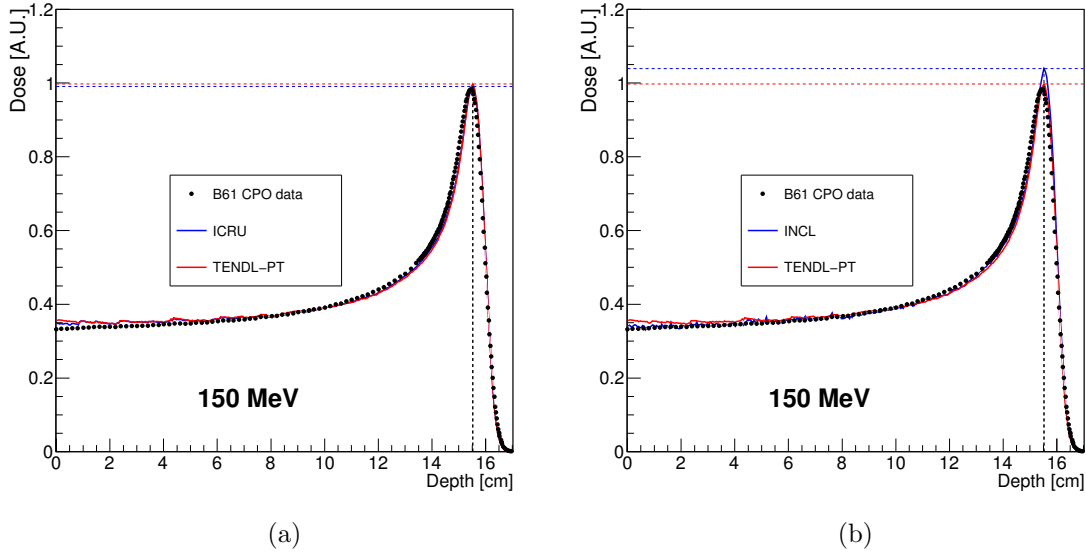 Dose [A.U.]
1.2
1
0.8
0.6
0.4
0.2
0
B61 CPO data
ICRU
TENDL-PT
150 MeV
0 2 4 6 8 10 12 14 16
Depth [cm]
(a)
Dose [A.U.]
1.2
1
0.8
0.6
0.4
0.2
0
B61 CPO data
INCL
TENDL-PT
150 MeV
0 2 4 6 8 10 12 14 16
Depth [cm]
(b)